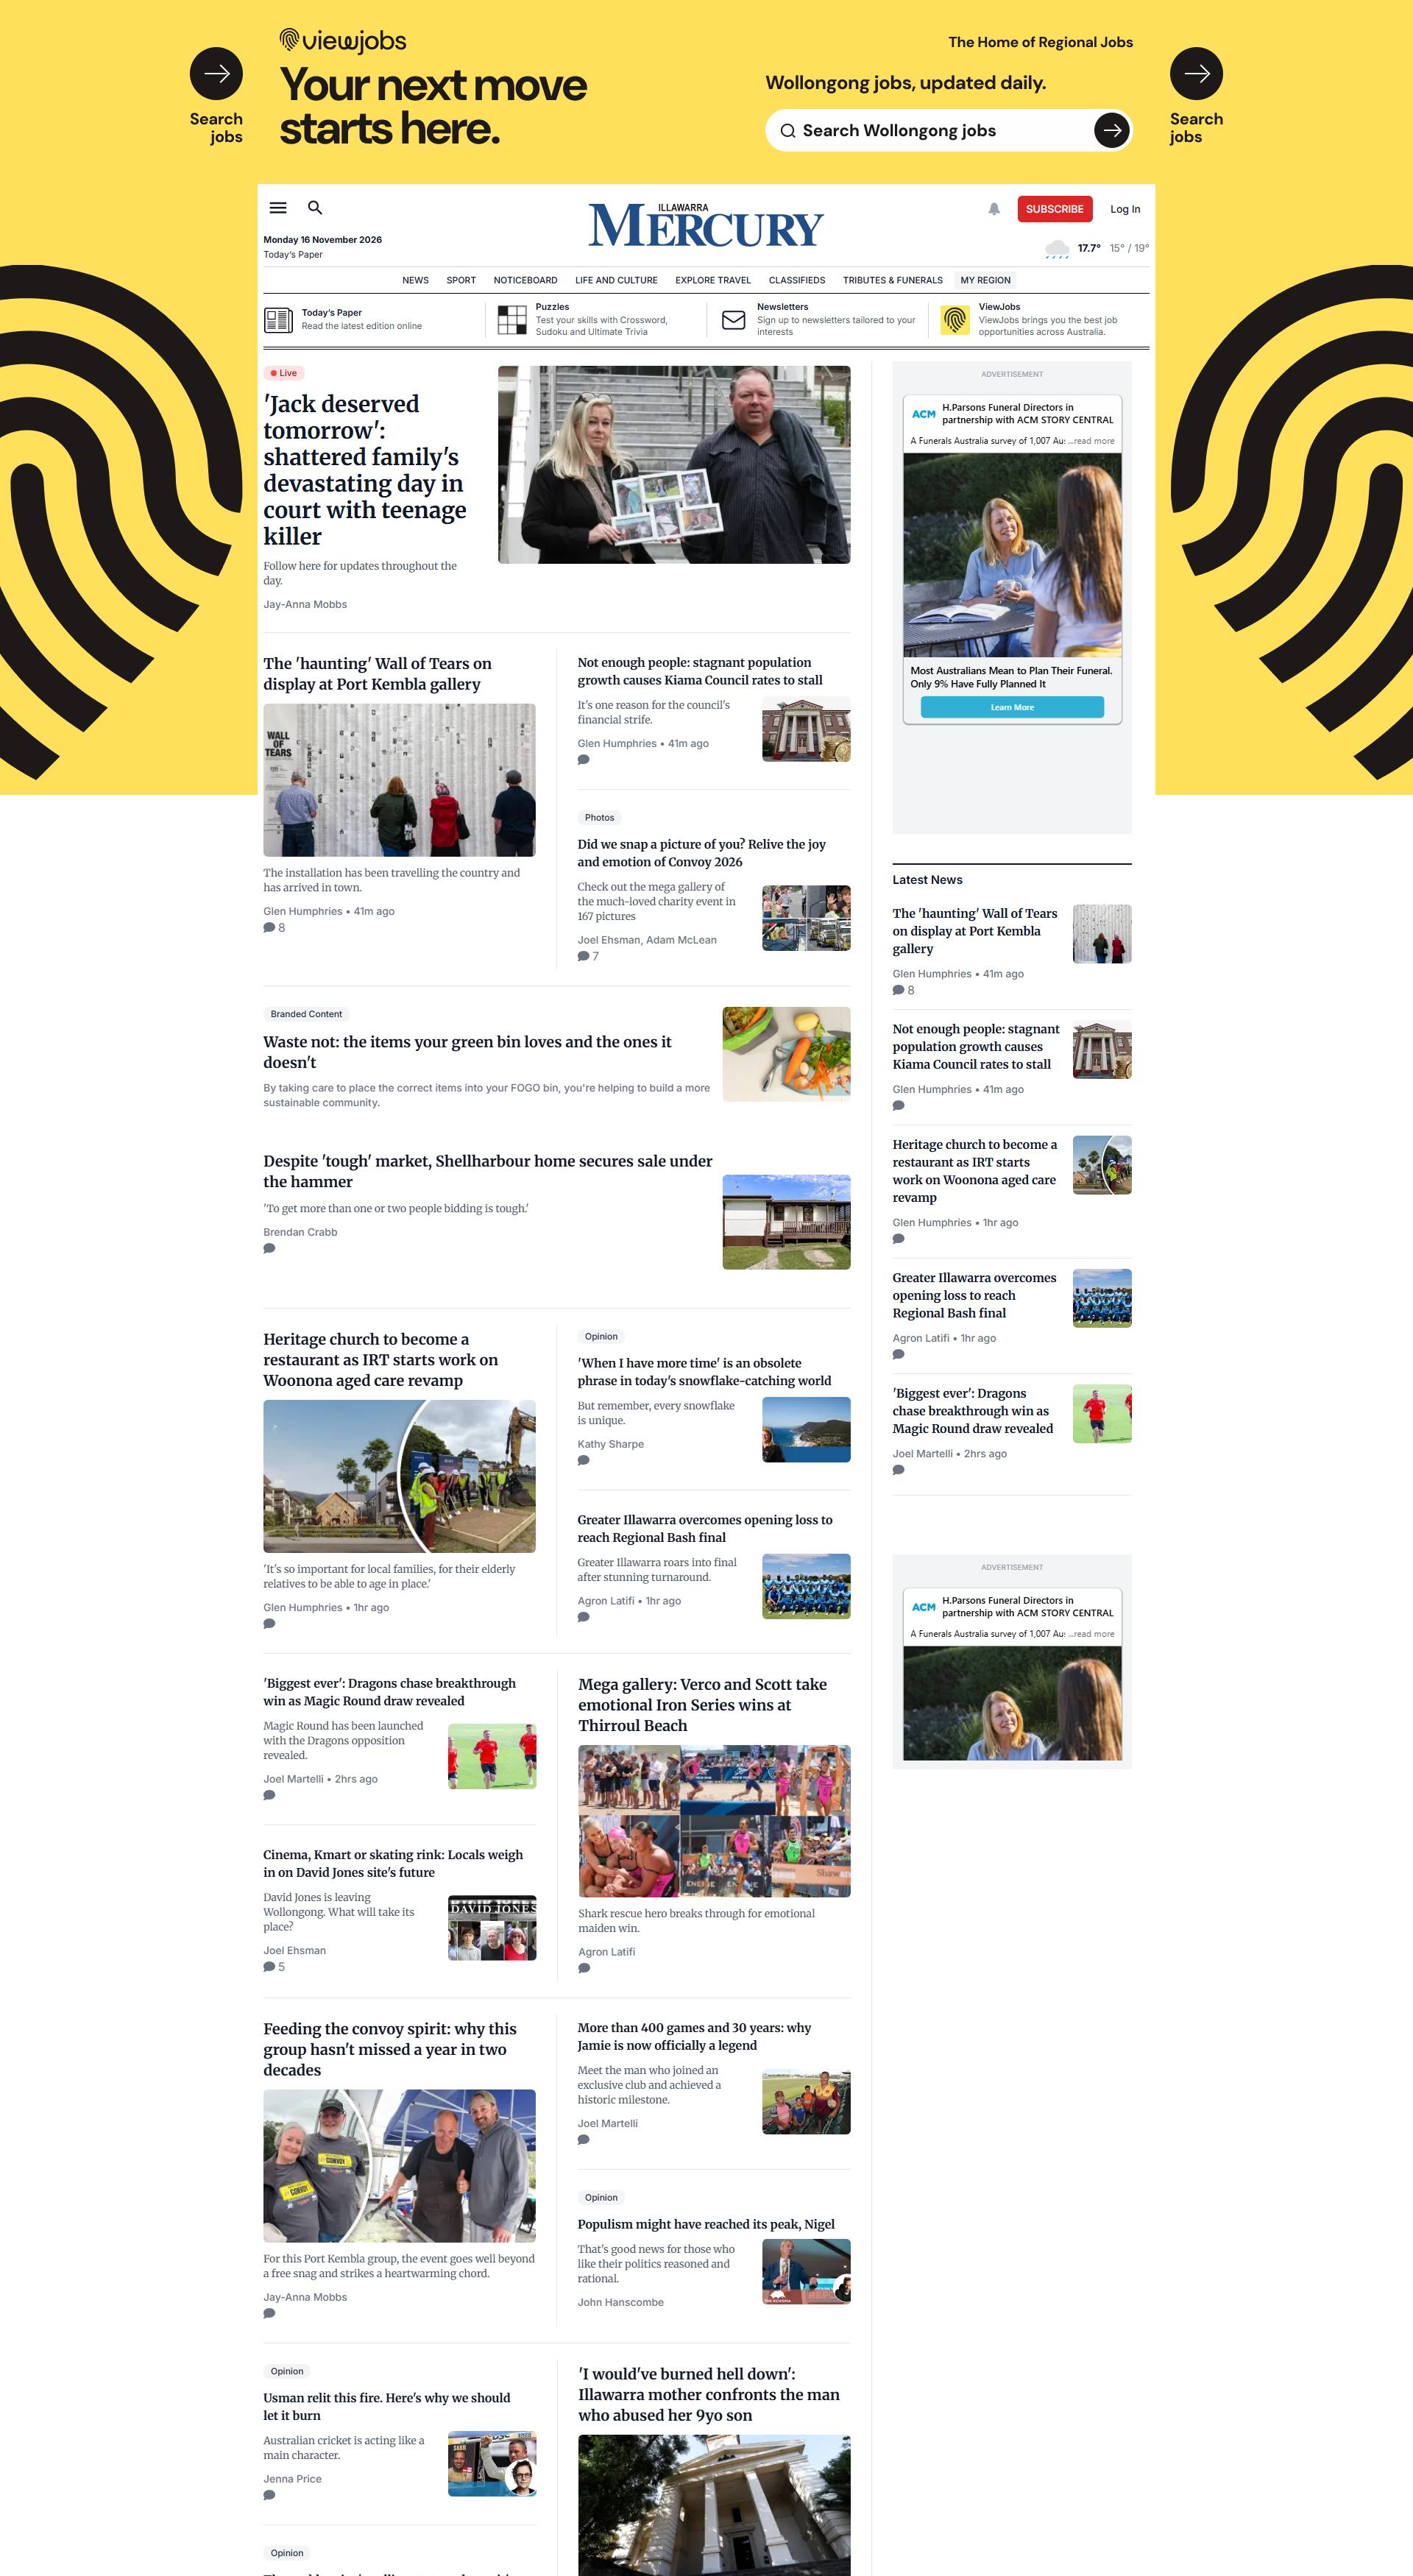 viewjobs
Your next move
starts here.
The Home of Regional Jobs
Wollongong jobs, updated daily.
Search Wollongong jobs
Search
jobs
Search
jobs
ILLAWARRA
MERCURY
SUBSCRIBE
Log In
Monday 16 November 2026
Today's Paper
17.7° 15° / 19°
NEWS SPORT NOTICEBOARD LIFE AND CULTURE EXPLORE TRAVEL CLASSIFIEDS TRIBUTES & FUNERALS MY REGION
Today's Paper
Read the latest edition online
Puzzles
Test your skills with Crossword,
Sudoku and Ultimate Trivia
Newsletters
Sign up to newsletters tailored to your
interests
ViewJobs
ViewJobs brings you the best job
opportunities across Australia.
Live
'Jack deserved
tomorrow':
shattered family's
devastating day in
court with teenage
killer
Follow here for updates throughout the
day.
Jay-Anna Mobbs
The 'haunting' Wall of Tears on
display at Port Kembla gallery
WALL
OF
TEARS
The installation has been travelling the country and
has arrived in town.
Glen Humphries • 41m ago
8
Not enough people: stagnant population
growth causes Kiama Council rates to stall
It's one reason for the council's
financial strife.
Glen Humphries • 41m ago
Photos
Did we snap a picture of you? Relive the joy
and emotion of Convoy 2026
Check out the mega gallery of
the much-loved charity event in
167 pictures
Joel Ehsman, Adam McLean
7
Branded Content
Waste not: the items your green bin loves and the ones it
doesn't
By taking care to place the correct items into your FOGO bin, you're helping to build a more
sustainable community.
Despite 'tough' market, Shellharbour home secures sale under
the hammer
'To get more than one or two people bidding is tough.'
Brendan Crabb
Heritage church to become a
restaurant as IRT starts work on
Woonona aged care revamp
'It's so important for local families, for their elderly
relatives to be able to age in place.'
Glen Humphries • 1hr ago
Opinion
'When I have more time' is an obsolete
phrase in today's snowflake-catching world
But remember, every snowflake
is unique.
Kathy Sharpe
Greater Illawarra overcomes opening loss to
reach Regional Bash final
Greater Illawarra roars into final
after stunning turnaround.
Agron Latifi • 1hr ago
'Biggest ever': Dragons chase breakthrough
win as Magic Round draw revealed
Magic Round has been launched
with the Dragons opposition
revealed.
Joel Martelli • 2hrs ago
Cinema, Kmart or skating rink: Locals weigh
in on David Jones site's future
David Jones is leaving
Wollongong. What will take its
place?
DAVID JONES
Joel Ehsman
5
Mega gallery: Verco and Scott take
emotional Iron Series wins at
Thirroul Beach
Shark rescue hero breaks through for emotional
maiden win.
Agron Latifi
Feeding the convoy spirit: why this
group hasn't missed a year in two
decades
CONVOY
CONVOY
For this Port Kembla group, the event goes well beyond
a free snag and strikes a heartwarming chord.
Jay-Anna Mobbs
More than 400 games and 30 years: why
Jamie is now officially a legend
Meet the man who joined an
exclusive club and achieved a
historic milestone.
Joel Martelli
Opinion
Populism might have reached its peak, Nigel
That's good news for those who
like their politics reasoned and
rational.
John Hanscombe
Opinion
Usman relit this fire. Here's why we should
let it burn
Australian cricket is acting like a
main character.
Jenna Price
Opinion
'I would've burned hell down':
Illawarra mother confronts the man
who abused her 9yo son
ADVERTISEMENT
ACM
H.Parsons Funeral Directors in
partnership with ACM STORY CENTRAL
A Funerals Australia survey of 1,007 Au: ...read more
Most Australians Mean to Plan Their Funeral.
Only 9% Have Fully Planned It
Learn More
Latest News
The 'haunting' Wall of Tears
on display at Port Kembla
gallery
Glen Humphries • 41m ago
8
Not enough people: stagnant
population growth causes
Kiama Council rates to stall
Glen Humphries • 41m ago
Heritage church to become a
restaurant as IRT starts
work on Woonona aged care
revamp
Glen Humphries • 1hr ago
Greater Illawarra overcomes
opening loss to reach
Regional Bash final
Agron Latifi • 1hr ago
'Biggest ever': Dragons
chase breakthrough win as
Magic Round draw revealed
Joel Martelli • 2hrs ago
ADVERTISEMENT
ACM
H.Parsons Funeral Directors in
partnership with ACM STORY CENTRAL
A Funerals Australia survey of 1,007 Au: ...read more